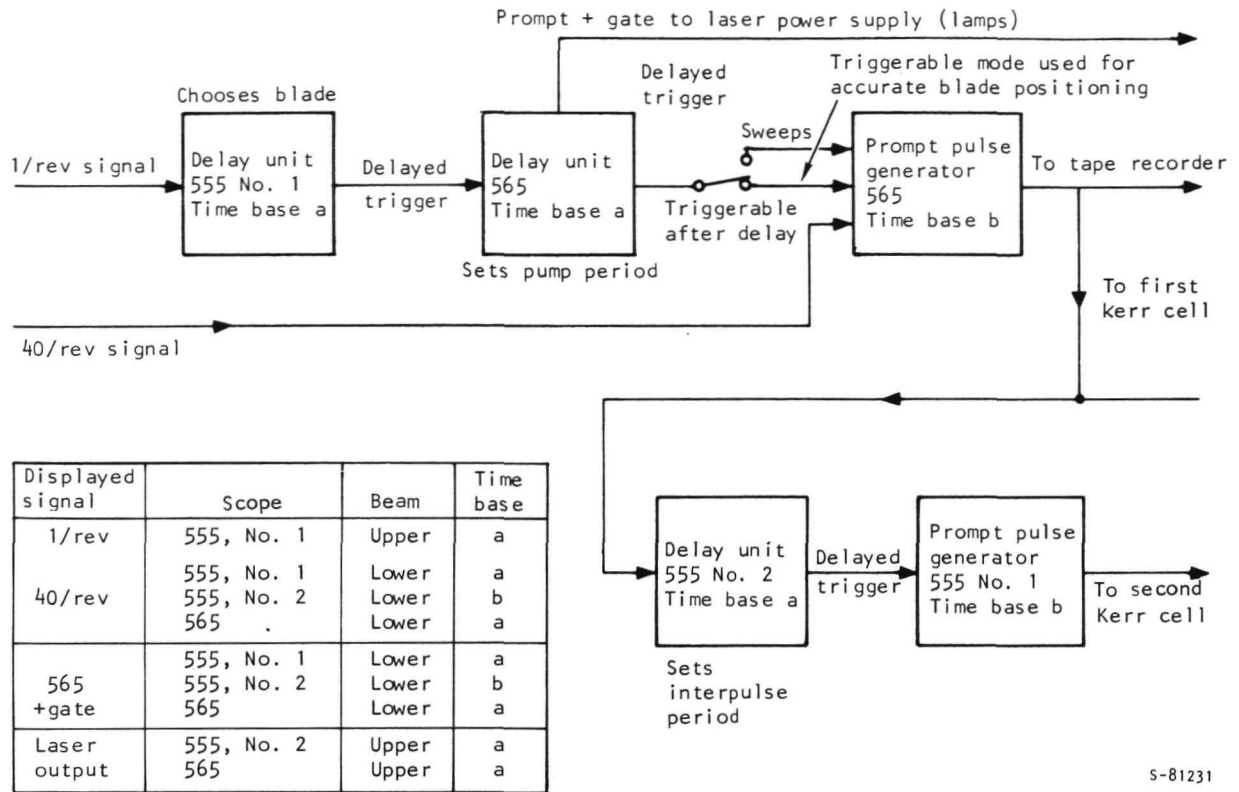 Prompt + gate to laser power supply (lamps)
Chooses blade
Delayed
trigger
Triggerable mode used for
accurate blade positioning
1/rev signal
Delay unit
555 No. 1
Time base a
Delayed
trigger
Delay unit
565
Time base a
Sweeps
Triggerable
after delay
Prompt pulse
generator
565
Time base b
To tape recorder
Sets pump period
To first
Kerr cell
40/rev signal
Displayed
signal
Scope
Beam
Time
base
1/rev
555, No. 1 Upper a
40/rev
555, No. 1 Lower a
555, No. 2 Lower b
565 . Lower a
565
+gate
555, No. 1 Lower a
555, No. 2 Lower b
565 Lower a
Laser
output
555, No. 2 Upper a
565 Upper a
Delay unit
555 No. 2
Time base a
Delayed
trigger
Prompt pulse
generator
555 No. 1
Time base b
To second
Kerr cell
Sets
interpulse
period
S-81231